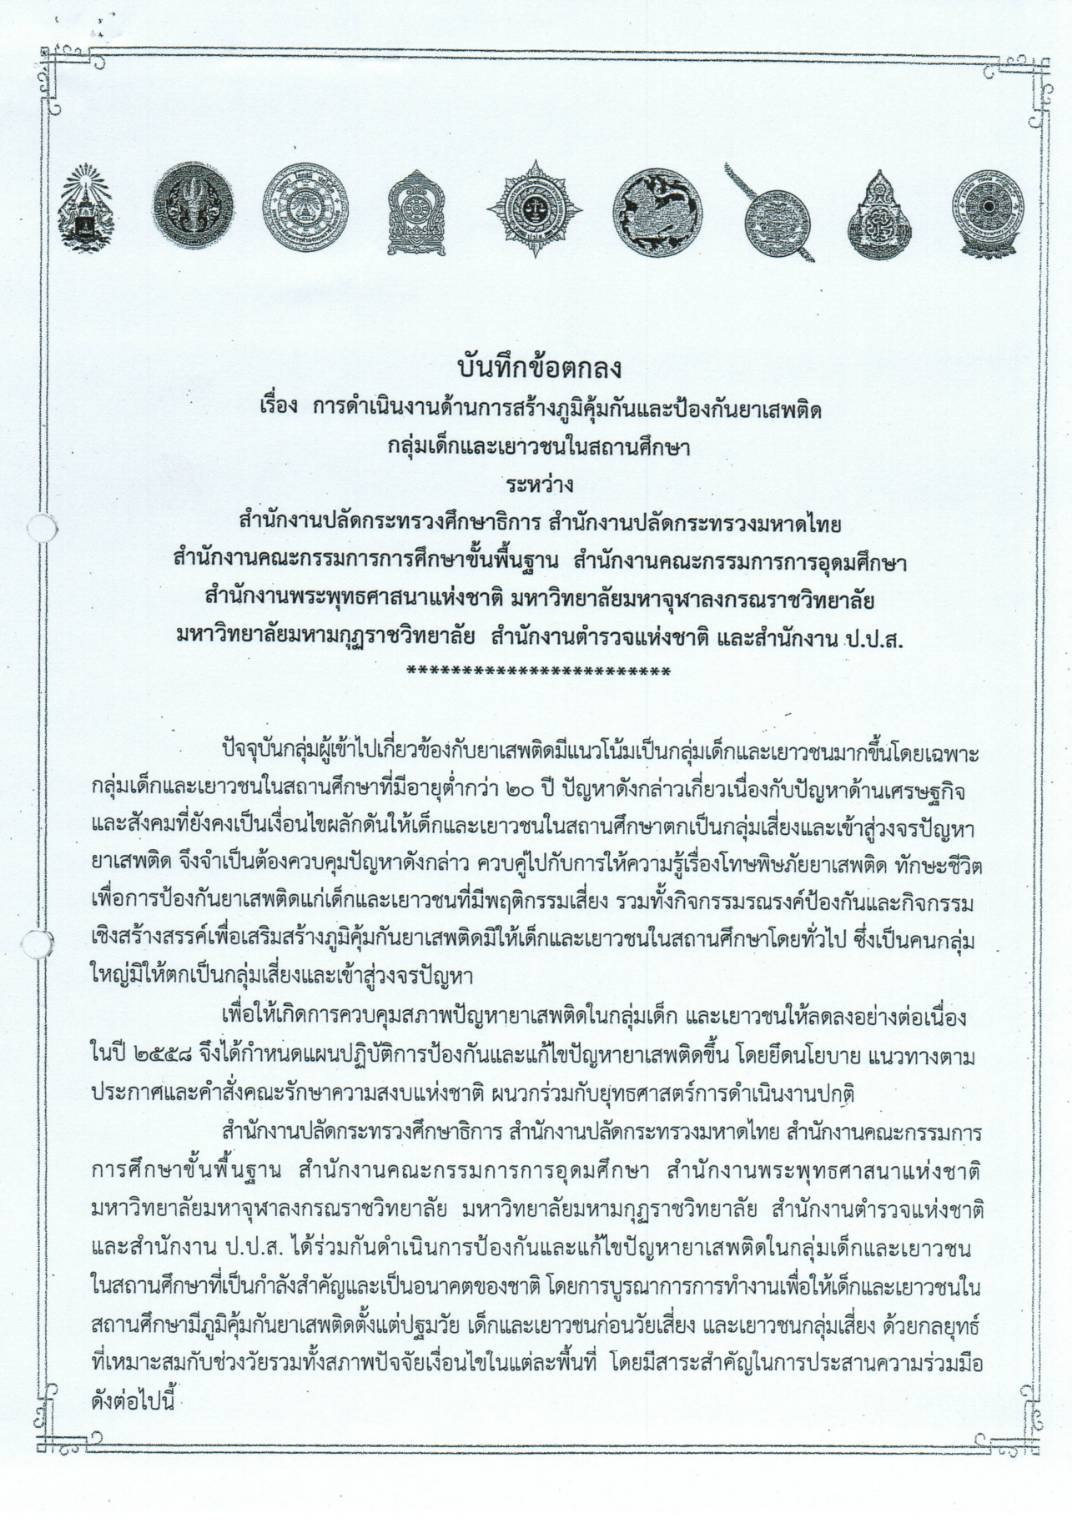 บันทึกข้อตกลง
เรื่อง การดำเนินงานด้านการสร้างภูมิคุ้มกันและป้องกันยาเสพติด
กลุ่มเด็กและเยาวชนในสถานศึกษา
ระหว่าง
สำนักงานปลัดกระทรวงศึกษาธิการ สำนักงานปลัดกระทรวงมหาดไทย
สำนักงานคณะกรรมการการศึกษาขั้นพื้นฐาน สำนักงานคณะกรรมการการอุดมศึกษา
สำนักงานพระพุทธศาสนาแห่งชาติ มหาวิทยาลัยมหาจุฬาลงกรณราชวิทยาลัย
มหาวิทยาลัยมหามกุฏราชวิทยาลัย สำนักงานตำรวจแห่งชาติ และสำนักงาน ป.ป.ส.
************************
ปัจจุบันกลุ่มผู้เข้าไปเกี่ยวข้องกับยาเสพติดมีแนวโน้มเป็นกลุ่มเด็กและเยาวชนมากขึ้นโดยเฉพาะ
กลุ่มเด็กและเยาวชนในสถานศึกษาที่มีอายุต่ำกว่า ๒๐ ปี ปัญหาดังกล่าวเกี่ยวเนื่องกับปัญหาด้านเศรษฐกิจ
และสังคมที่ยังคงเป็นเงื่อนไขผลักดันให้เด็กและเยาวชนในสถานศึกษาตกเป็นกลุ่มเสี่ยงและเข้าสู่วงจรปัญหา
ยาเสพติด จึงจำเป็นต้องควบคุมปัญหาดังกล่าว ควบคู่ไปกับการให้ความรู้เรื่องโทษพิษภัยยาเสพติด ทักษะชีวิต
เพื่อการป้องกันยาเสพติดแก่เด็กและเยาวชนที่มีพฤติกรรมเสี่ยง รวมทั้งกิจกรรมรณรงค์ป้องกันและกิจกรรม
เชิงสร้างสรรค์เพื่อเสริมสร้างภูมิคุ้มกันยาเสพติดมิให้เด็กและเยาวชนในสถานศึกษาโดยทั่วไป ซึ่งเป็นคนกลุ่ม
ใหญ่มิให้ตกเป็นกลุ่มเสี่ยงและเข้าสู่วงจรปัญหา
เพื่อให้เกิดการควบคุมสภาพปัญหายาเสพติดในกลุ่มเด็ก และเยาวชนให้ลดลงอย่างต่อเนื่อง
ในปี ๒๕๕๘ จึงได้กำหนดแผนปฏิบัติการป้องกันและแก้ไขปัญหายาเสพติดขึ้น โดยยึดนโยบาย แนวทางตาม
ประกาศและคำสั่งคณะรักษาความสงบแห่งชาติ ผนวกร่วมกับยุทธศาสตร์การดำเนินงานปกติ
สำนักงานปลัดกระทรวงศึกษาธิการ สำนักงานปลัดกระทรวงมหาดไทย สำนักงานคณะกรรมการ
การศึกษาขั้นพื้นฐาน สำนักงานคณะกรรมการการอุดมศึกษา สำนักงานพระพุทธศาสนาแห่งชาติ
มหาวิทยาลัยมหาจุฬาลงกรณราชวิทยาลัย มหาวิทยาลัยมหามกุฏราชวิทยาลัย สำนักงานตำรวจแห่งชาติ
และสำนักงาน ป.ป.ส. ได้ร่วมกันดำเนินการป้องกันและแก้ไขปัญหายาเสพติดในกลุ่มเด็กและเยาวชน
ในสถานศึกษาที่เป็นกำลังสำคัญและเป็นอนาคตของชาติ โดยการบูรณาการการทำงานเพื่อให้เด็กและเยาวชนใน
สถานศึกษามีภูมิคุ้มกันยาเสพติดตั้งแต่ปฐมวัย เด็กและเยาวชนก่อนวัยเสี่ยง และเยาวชนกลุ่มเสี่ยง ด้วยกลยุทธ์
ที่เหมาะสมกับช่วงวัยรวมทั้งสภาพปัจจัยเงื่อนไขในแต่ละพื้นที่ โดยมีสาระสำคัญในการประสานความร่วมมือ
ดังต่อไปนี้